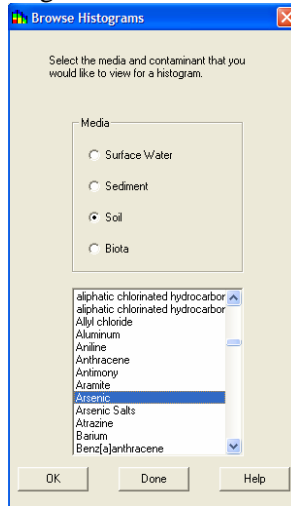 Browse Histograms
Select the media and contaminant that you
would like to view for a histogram.
Media
Surface Water
Sediment
Soil
Biota
aliphatic chlorinated hydrocarbor
aliphatic chlorinated hydrocarbor
Allyl chloride
Aluminum
Aniline
Anthracene
Antimony
Aramite
Arsenic
Arsenic Salts
Atrazine
Barium
Benz[a]anthracene
OK Done Help